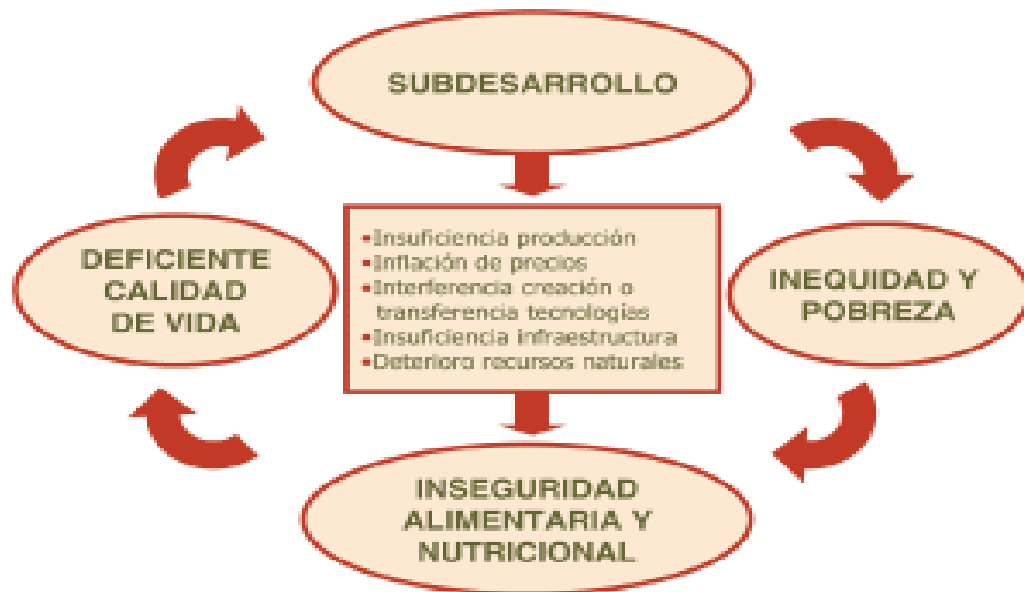 SUBDESARROLLO
DEFICIENTE
CALIDAD
DE VIDA
▪Insuficiencia producción
▪Inflación de precios
▪Interferencia creación o
transferencia tecnologías
▪Insuficiencia infraestructura
▪Deterioro recursos naturales
INEQUIDAD Y
POBREZA
INSEGURIDAD
ALIMENTARIA Y
NUTRICIONAL